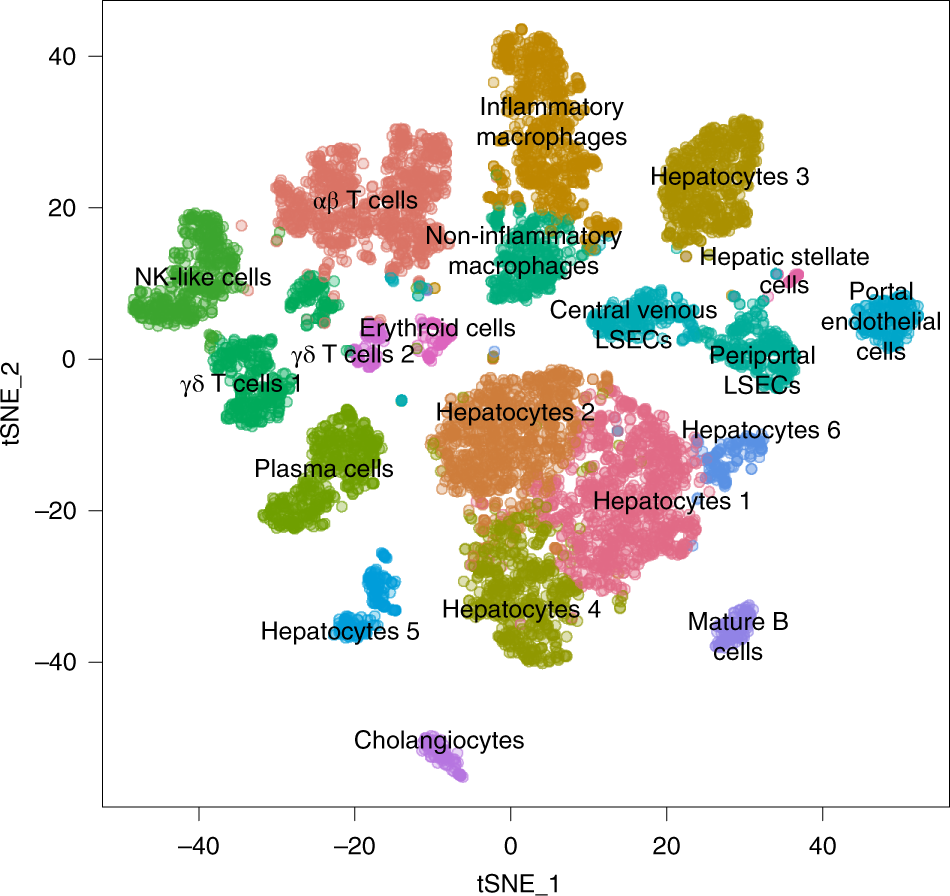 40
20
0
–20
–40
tSNE_2
Inflammatory
macrophages
Hepatocytes 3
αβ T cells
Non-inflammatory
macrophages
Hepatic stellate
cells
NK-like cells
Portal
endothelial
cells
Central venous
LSECs
Erythroid cells
γδ T cells 2
Periportal
LSECs
γδ T cells 1
Hepatocytes 2
Hepatocytes 6
Plasma cells
Hepatocytes 1
Hepatocytes 4
Mature B
cells
Hepatocytes 5
Cholangiocytes
–40
–20
0
20
40
tSNE_1